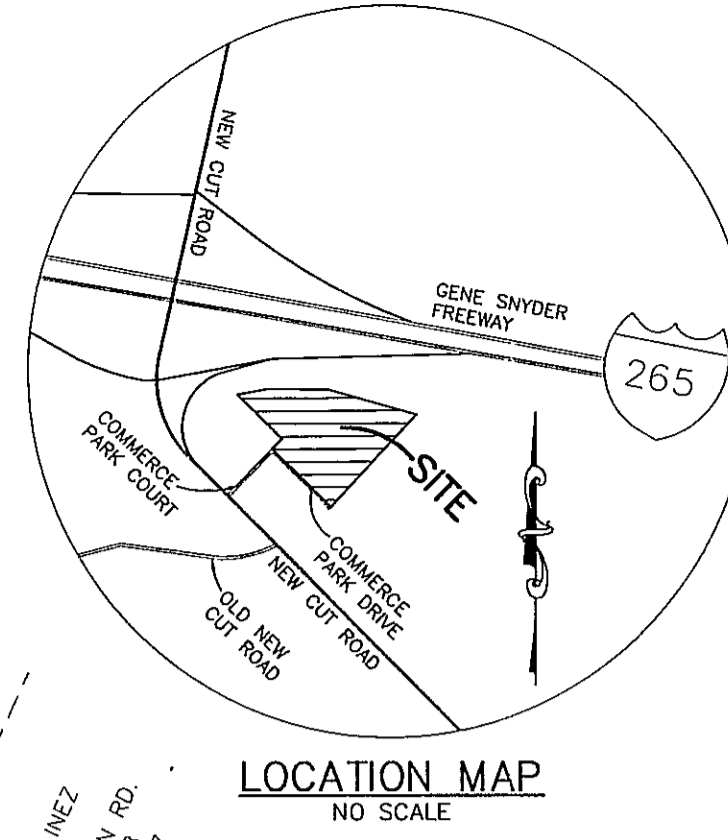 NEW CUT ROAD
GENE SNYDER
FREEWAY
265
COMMERCE
PARK COURT
SITE
COMMERCE
PARK DRIVE
NEW CUT ROAD
OLD NEW
CUT ROAD
LOCATION MAP
NO SCALE
INEZ
RD.